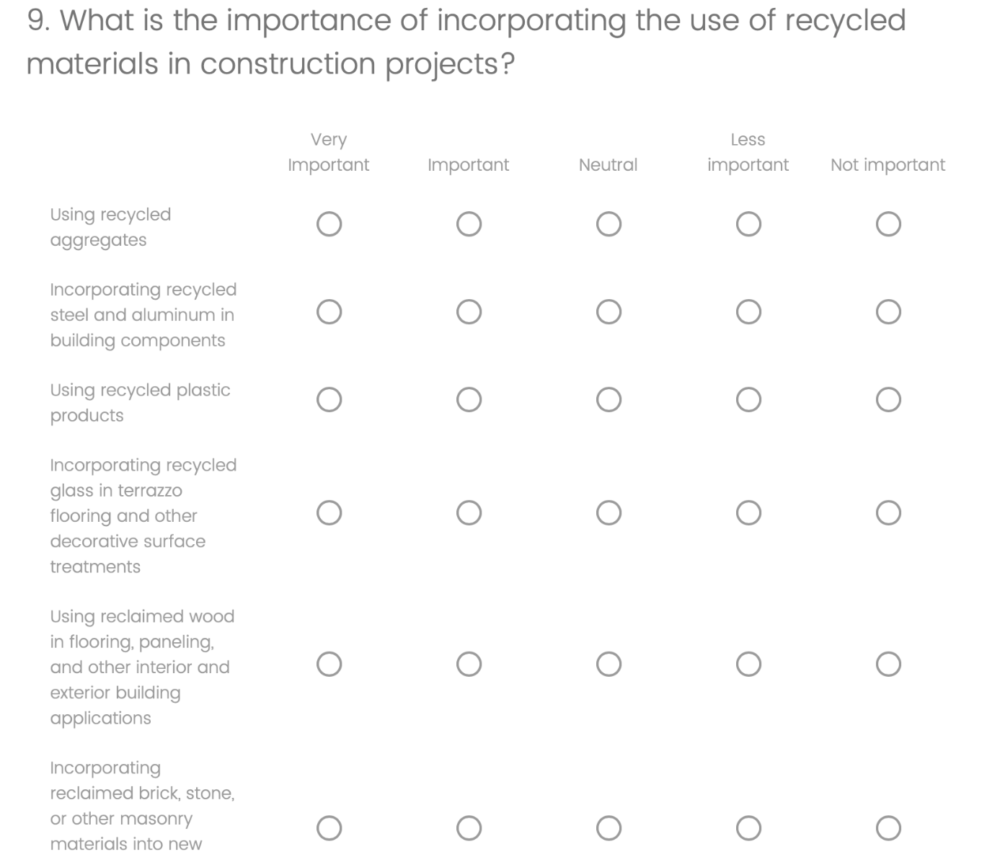 9. What is the importance of incorporating the use of recycled
materials in construction projects?
Very
Important
Important
Neutral
Less
important
Not important
Using recycled
aggregates
Incorporating recycled
steel and aluminum in
building components
Using recycled plastic
products
Incorporating recycled
glass in terrazzo
flooring and other
decorative surface
treatments
Using reclaimed wood
in flooring, paneling,
and other interior and
exterior building
applications
Incorporating
reclaimed brick, stone,
or other masonry
materials into new